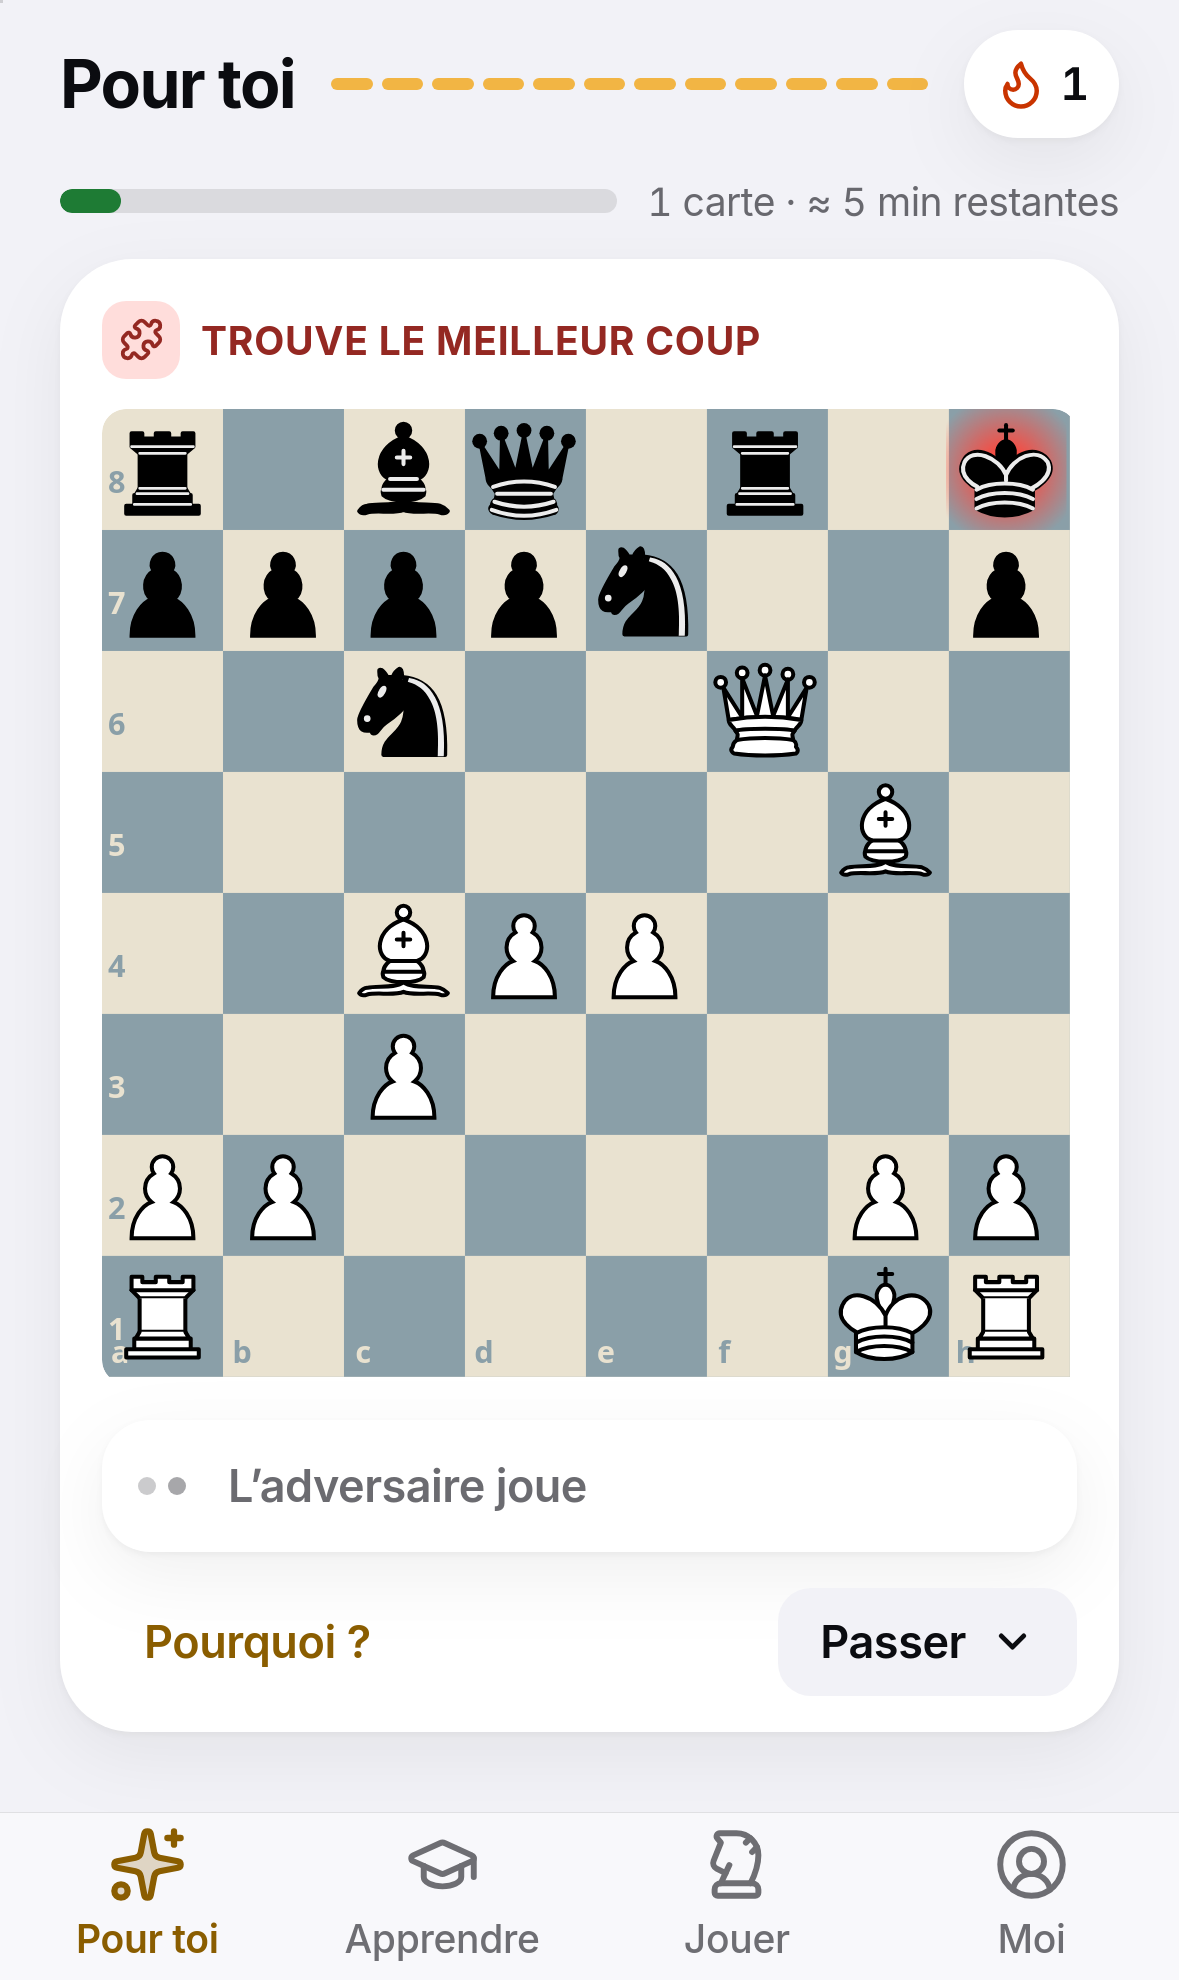 Pour toi
1
1 carte · ≈ 5 min restantes
TROUVE LE MEILLEUR COUP
8
7
6
5
4
3
2
1
a b c d e f g h
L’adversaire joue
Pourquoi ?
Passer
Pour toi Apprendre Jouer Moi